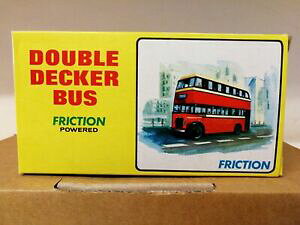 DOUBLE
DECKER
BUS
FRICTION
POWERED
FRICTION